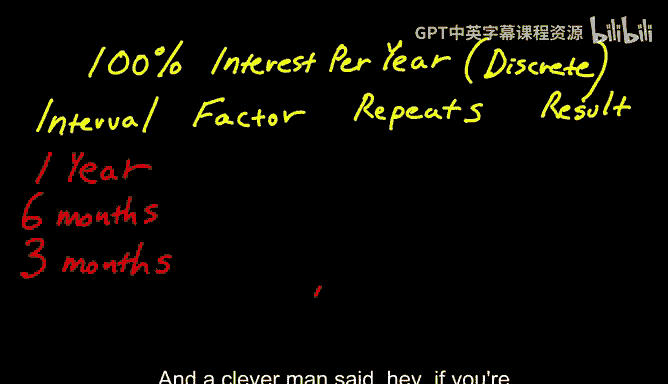 GPT中英字幕课程资源 bilibili
100% Interest Per Year (Discrete)
Interval Factor Repeats Result
1 Year
6 months
3 months
And a clever man said, hey, if you're